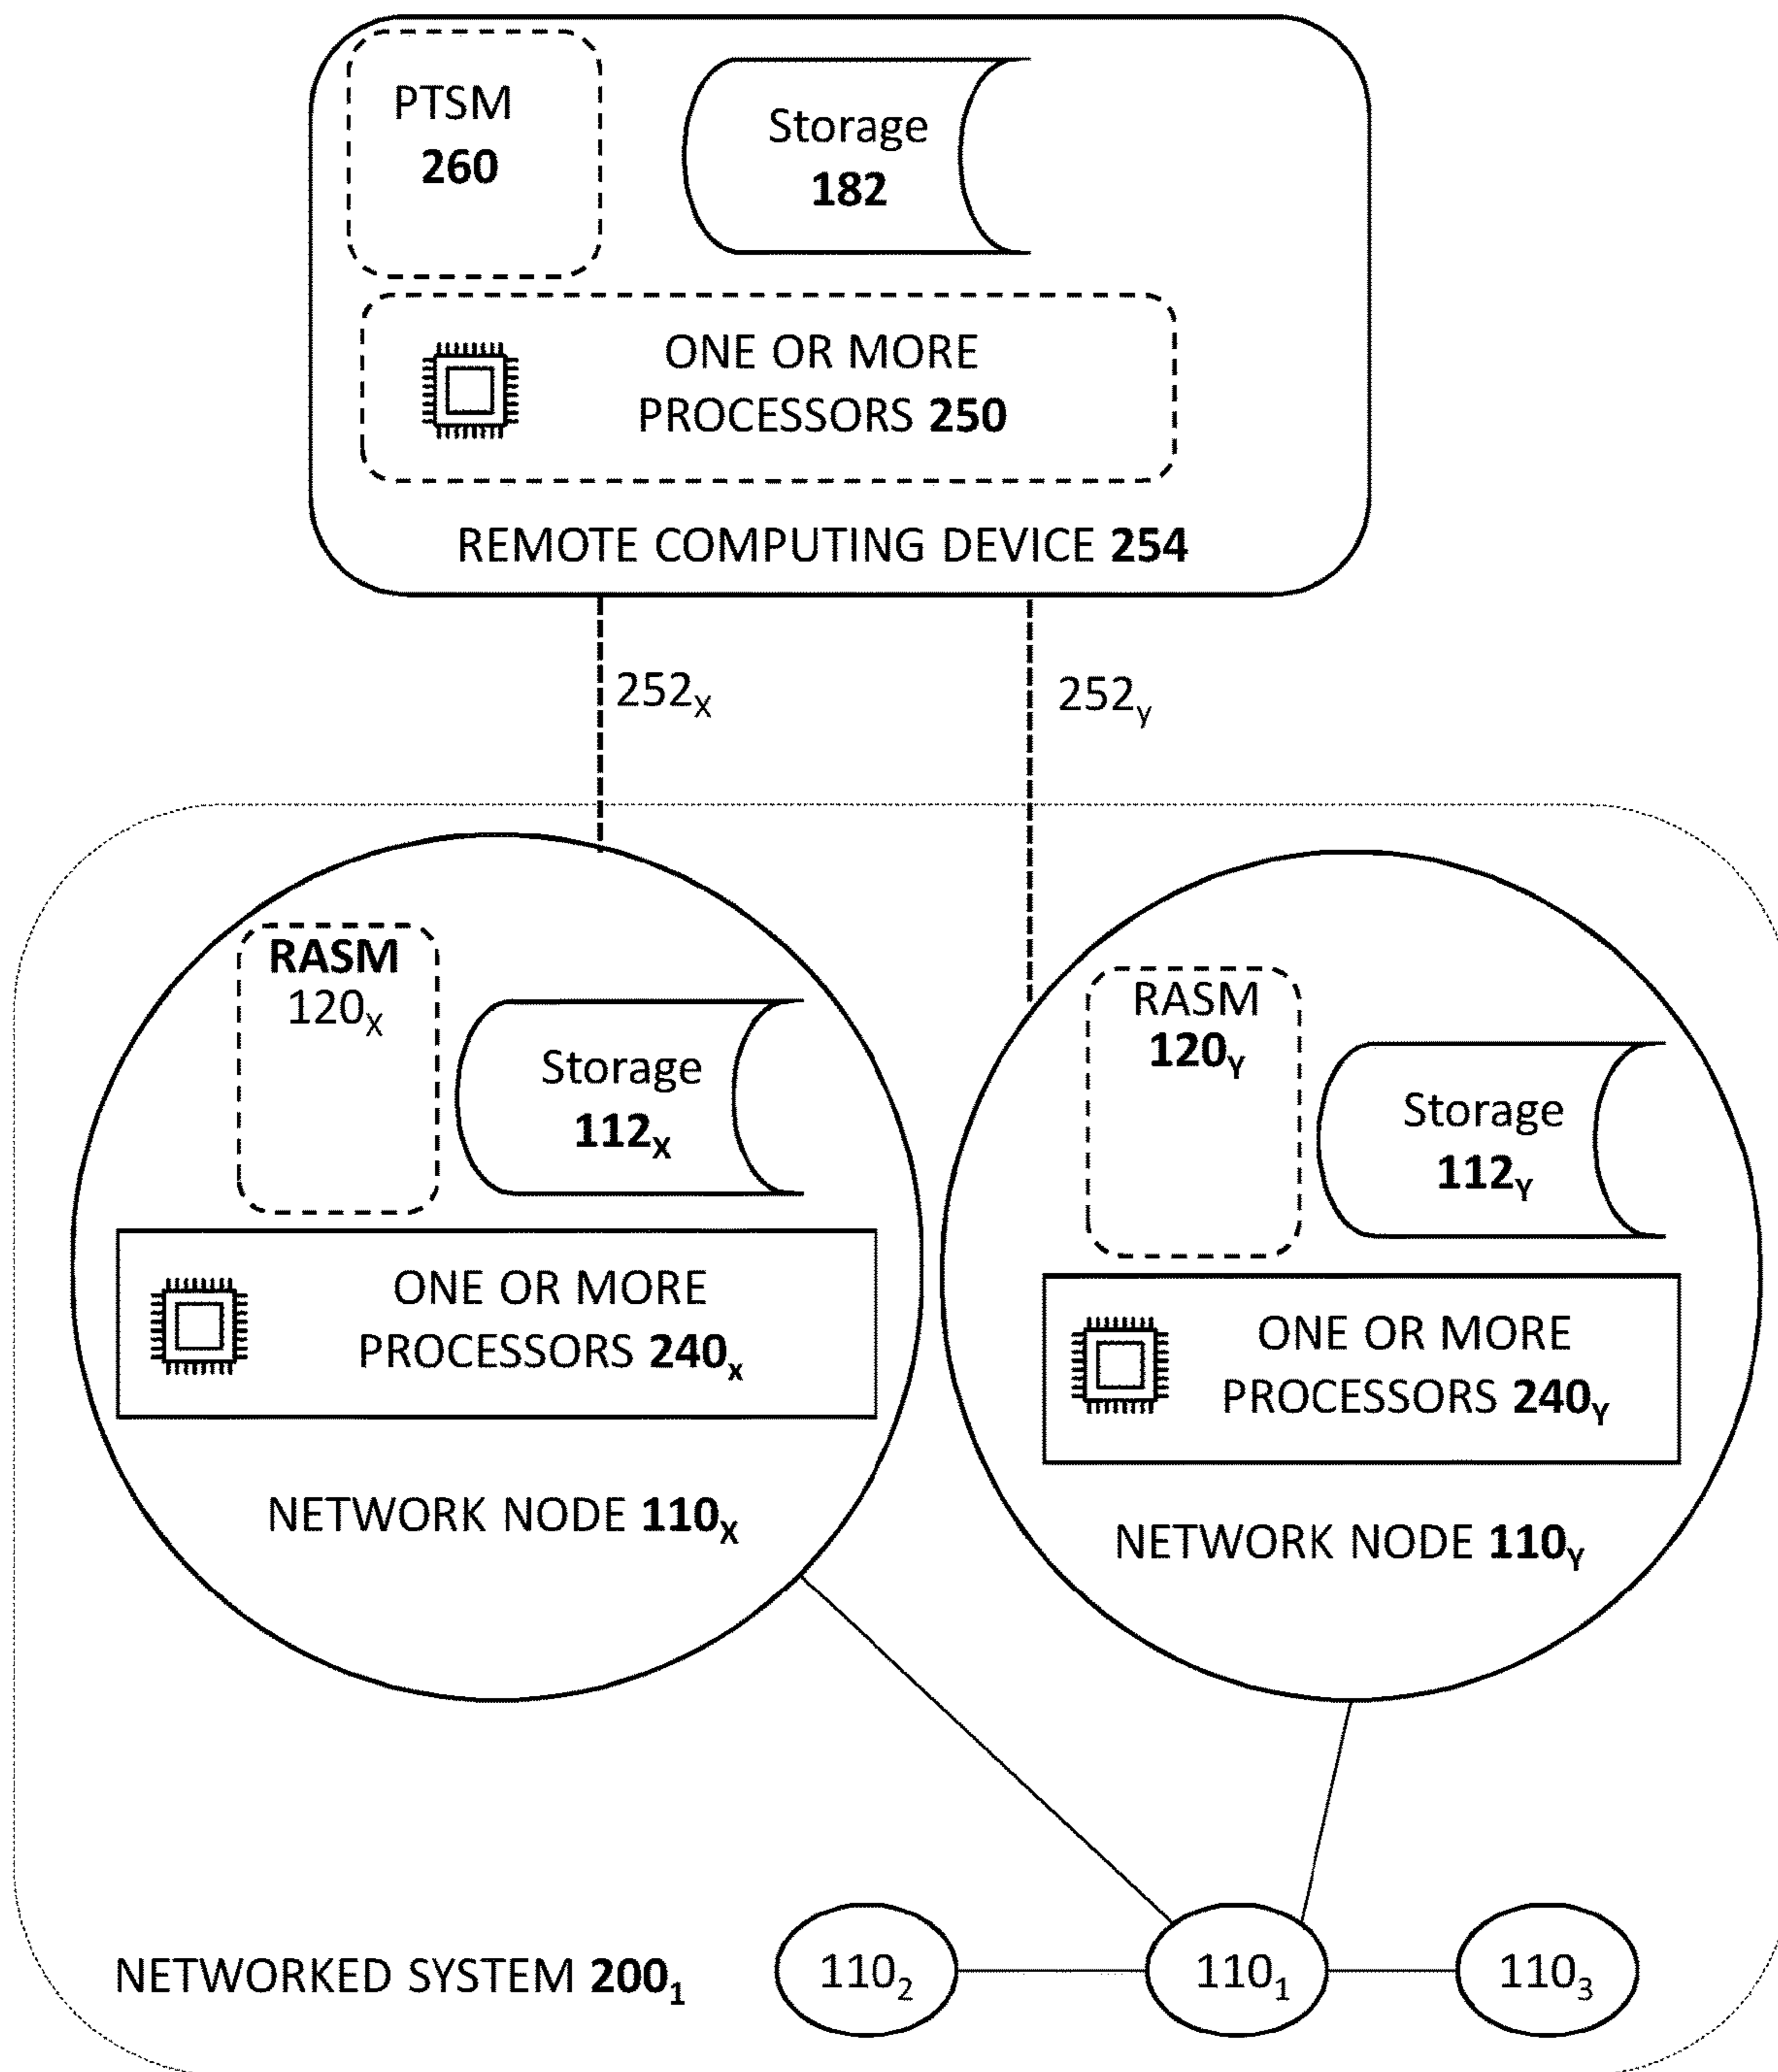 PTSM
260
Storage
182
ONE OR MORE
PROCESSORS 250
REMOTE COMPUTING DEVICE 254
252X
252y
RASM
120X
Storage
112X
ONE OR MORE
PROCESSORS 240x
NETWORK NODE 110X
RASM
120Y
Storage
112Y
ONE OR MORE
PROCESSORS 240Y
NETWORK NODE 110Y
NETWORKED SYSTEM 2001
1102
1101
1103